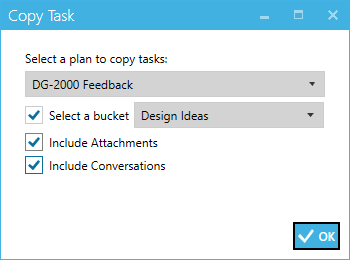 Copy Task
Select a plan to copy tasks:
DG-2000 Feedback
Select a bucket Design Ideas
Include Attachments
Include Conversations
OK